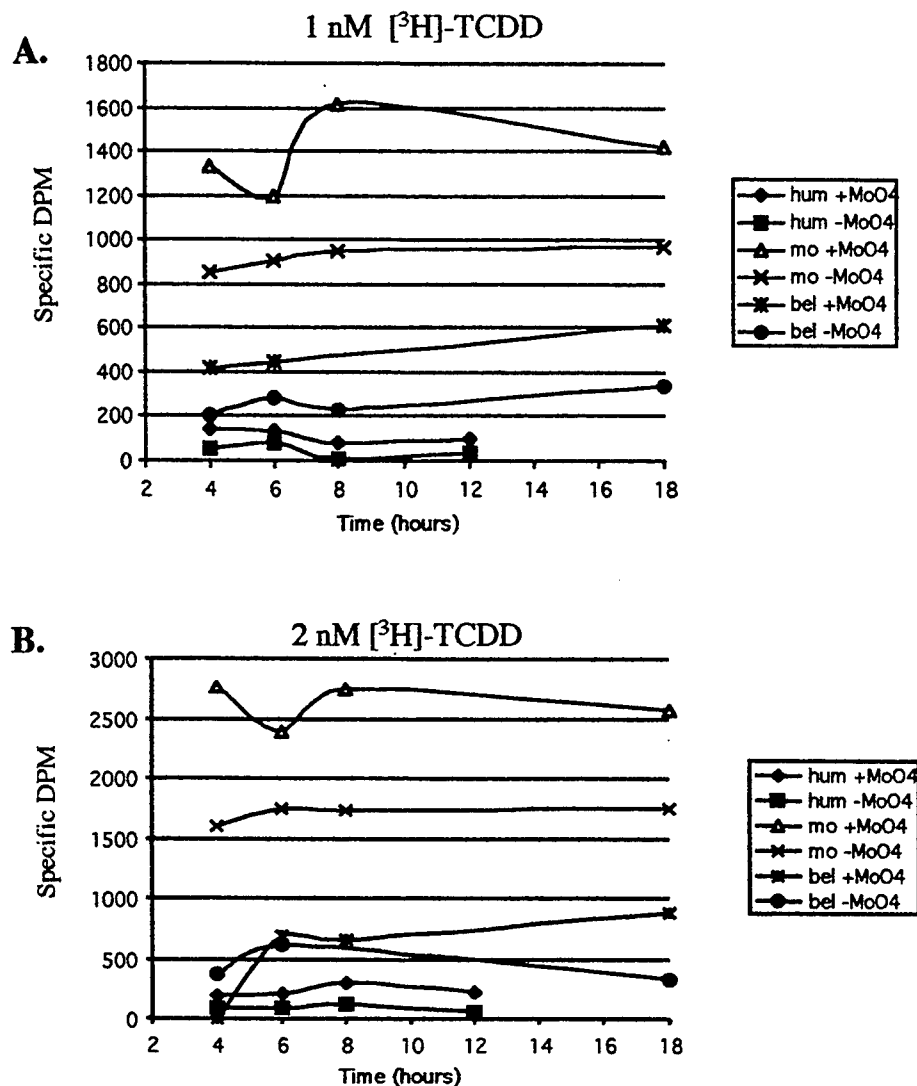 1 nM [³H]-TCDD
A.
1800
1600
1400
1200
1000
800
600
400
200
0
Specific DPM
2 4 6 8 10 12 14 16 18
Time (hours)
hum +MoO4
hum -MoO4
mo +MoO4
mo -MoO4
bel +MoO4
bel -MoO4
B.
2 nM [³H]-TCDD
3000
2500
2000
1500
1000
500
0
Specific DPM
2 4 6 8 10 12 14 16 18
Time (hours)
hum +MoO4
hum -MoO4
mo +MoO4
mo -MoO4
bel +MoO4
bel -MoO4